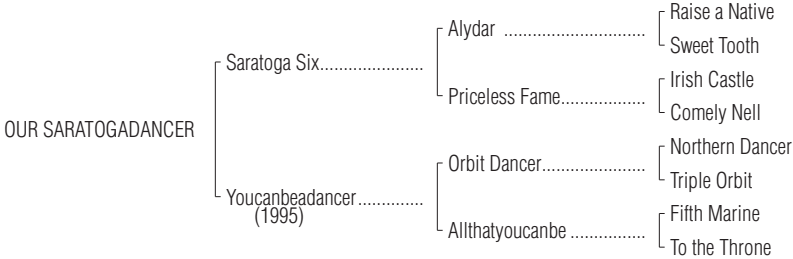 Raise a Native
Alydar ..............................
Sweet Tooth
Saratoga Six......................
Irish Castle
Priceless Fame..................
Comely Nell
OUR SARATOGADANCER
Northern Dancer
Orbit Dancer......................
Triple Orbit
Youcanbeadancer..............
(1995)
Fifth Marine
Allthatyoucanbe ................
To the Throne